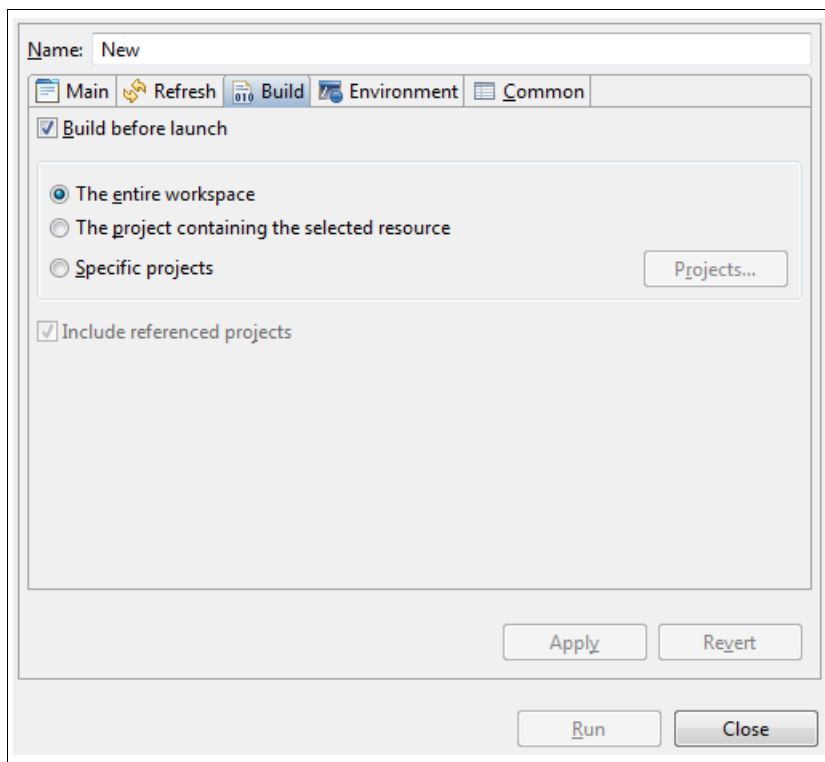 Name: New
Main Refresh 010 Build Environment Common
Build before launch
The entire workspace
The project containing the selected resource
Specific projects Projects...
Include referenced projects
Apply Revert
Run Close